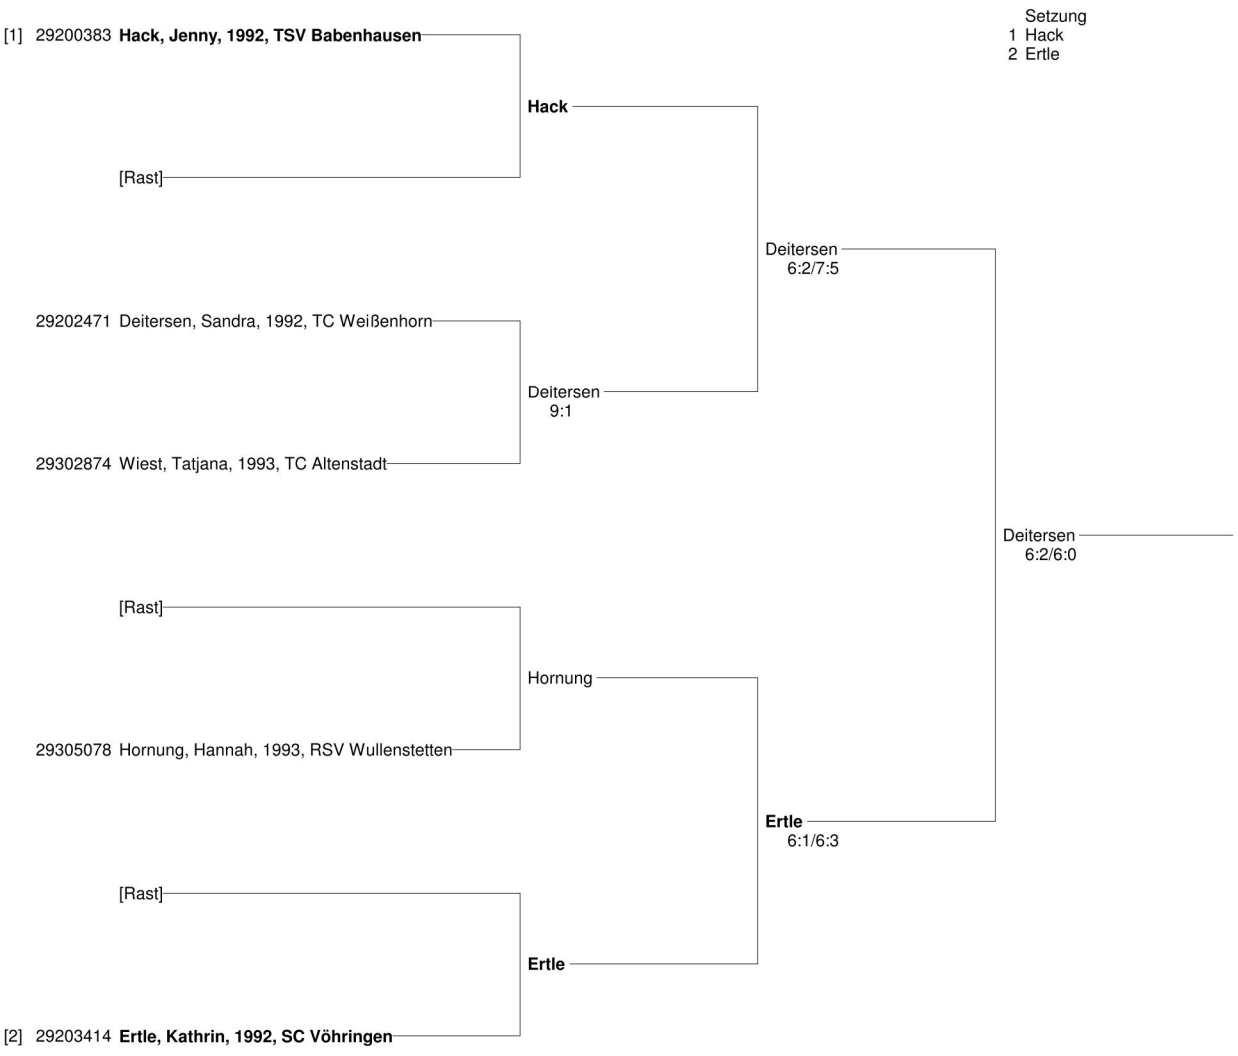 Setzung
1 Hack
2 Ertle
[1] 29200383 Hack, Jenny, 1992, TSV Babenhausen
Hack
[Rast]
Deitersen
6:2/7:5
29202471 Deitersen, Sandra, 1992, TC Weißenhorn
Deitersen
9:1
29302874 Wiest, Tatjana, 1993, TC Altenstadt
Deitersen
6:2/6:0
[Rast]
Hornung
29305078 Hornung, Hannah, 1993, RSV Wullenstetten
Ertle
6:1/6:3
[Rast]
Ertle
[2] 29203414 Ertle, Kathrin, 1992, SC Vöhringen